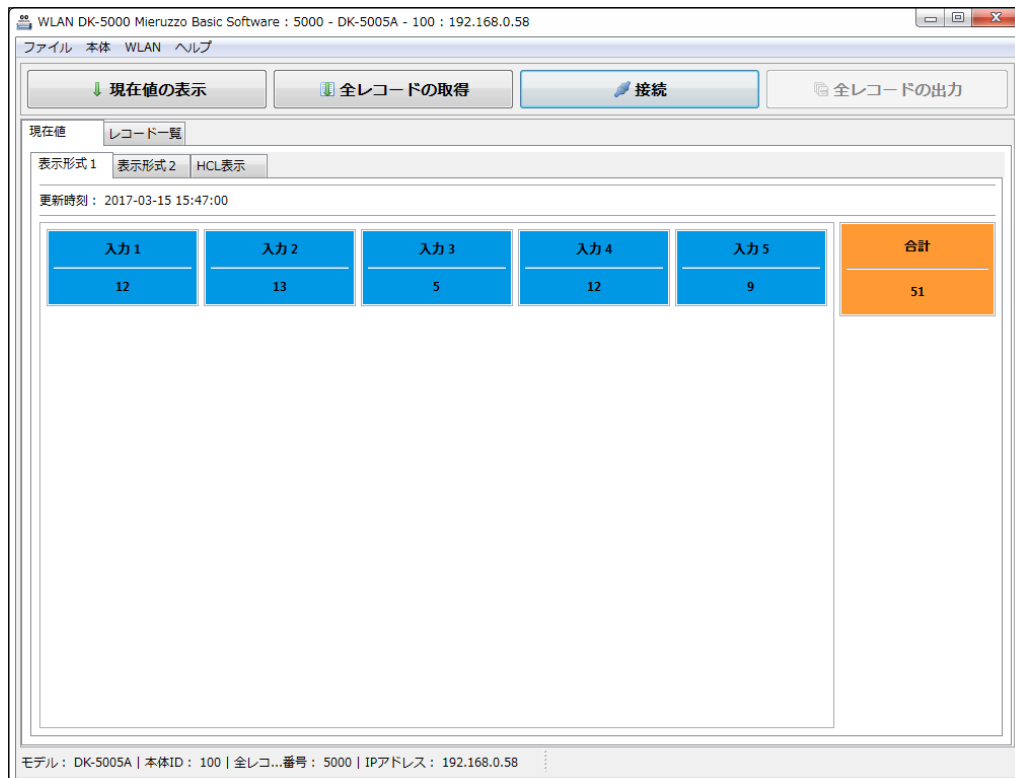 WLAN DK-5000 Mieruzzo Basic Software : 5000 - DK-5005A - 100 : 192.168.0.58
ファイル 本体 WLAN ヘルプ
現在値の表示 全レコードの取得 接続 全レコードの出力
現在値 レコード一覧
表示形式1 表示形式2 HCL表示
更新時刻： 2017-03-15 15:47:00
入力1 入力2 入力3 入力4 入力5 合計
12 13 5 12 9 51
モデル： DK-5005A | 本体ID： 100 | 全レコ...番号： 5000 | IPアドレス： 192.168.0.58